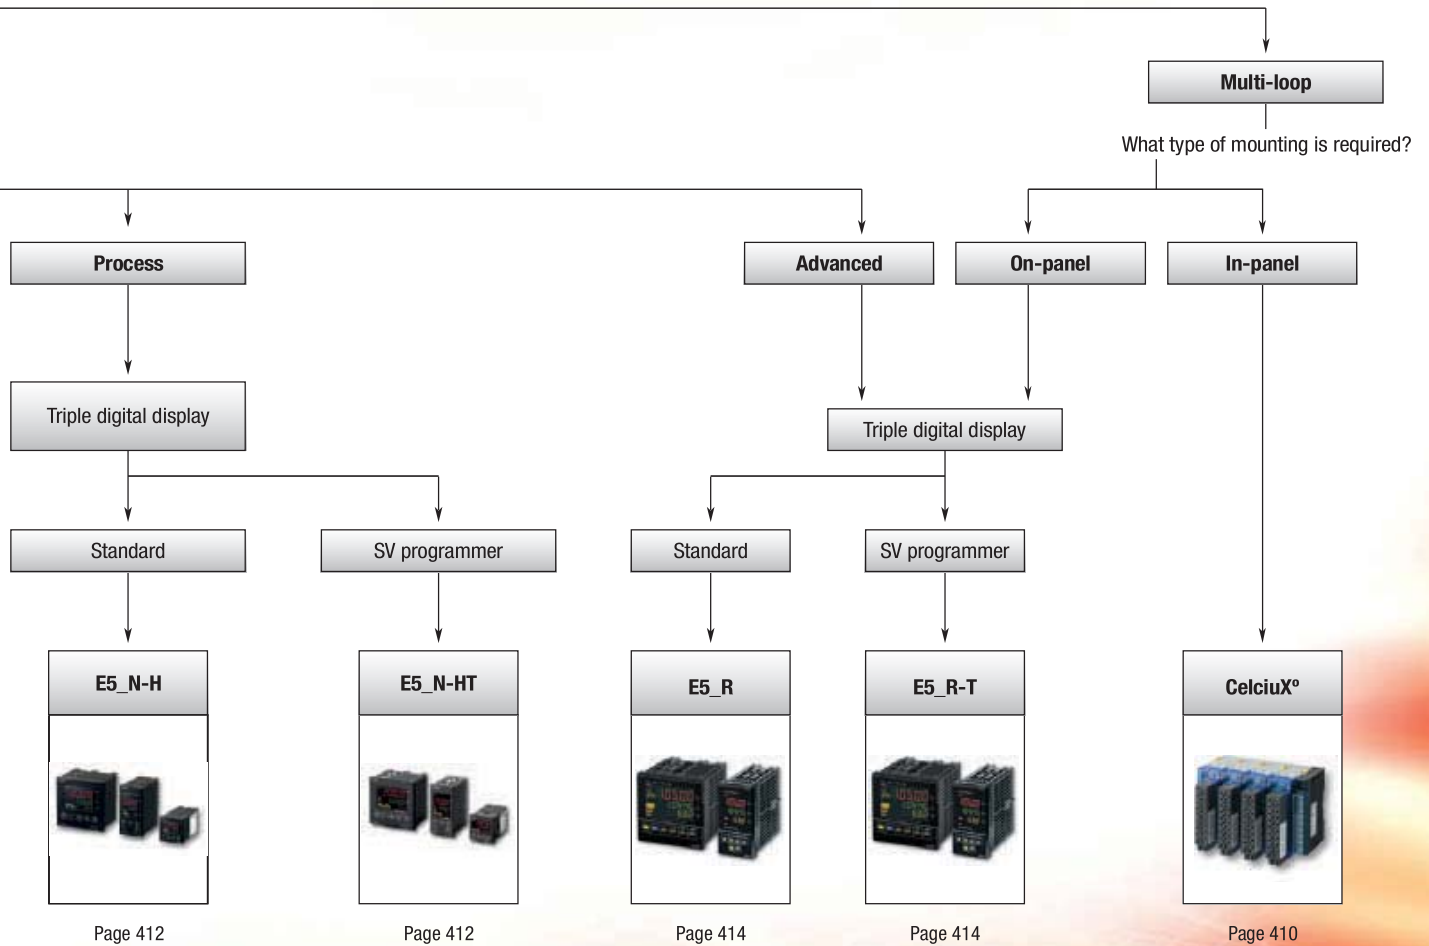 Multi-loop
What type of mounting is required?
Process
Advanced
On-panel
In-panel
Triple digital display
Triple digital display
Standard
SV programmer
Standard
SV programmer
E5_N-H
E5_N-HT
E5_R
E5_R-T
CelciuXº
Page 412
Page 412
Page 414
Page 414
Page 410